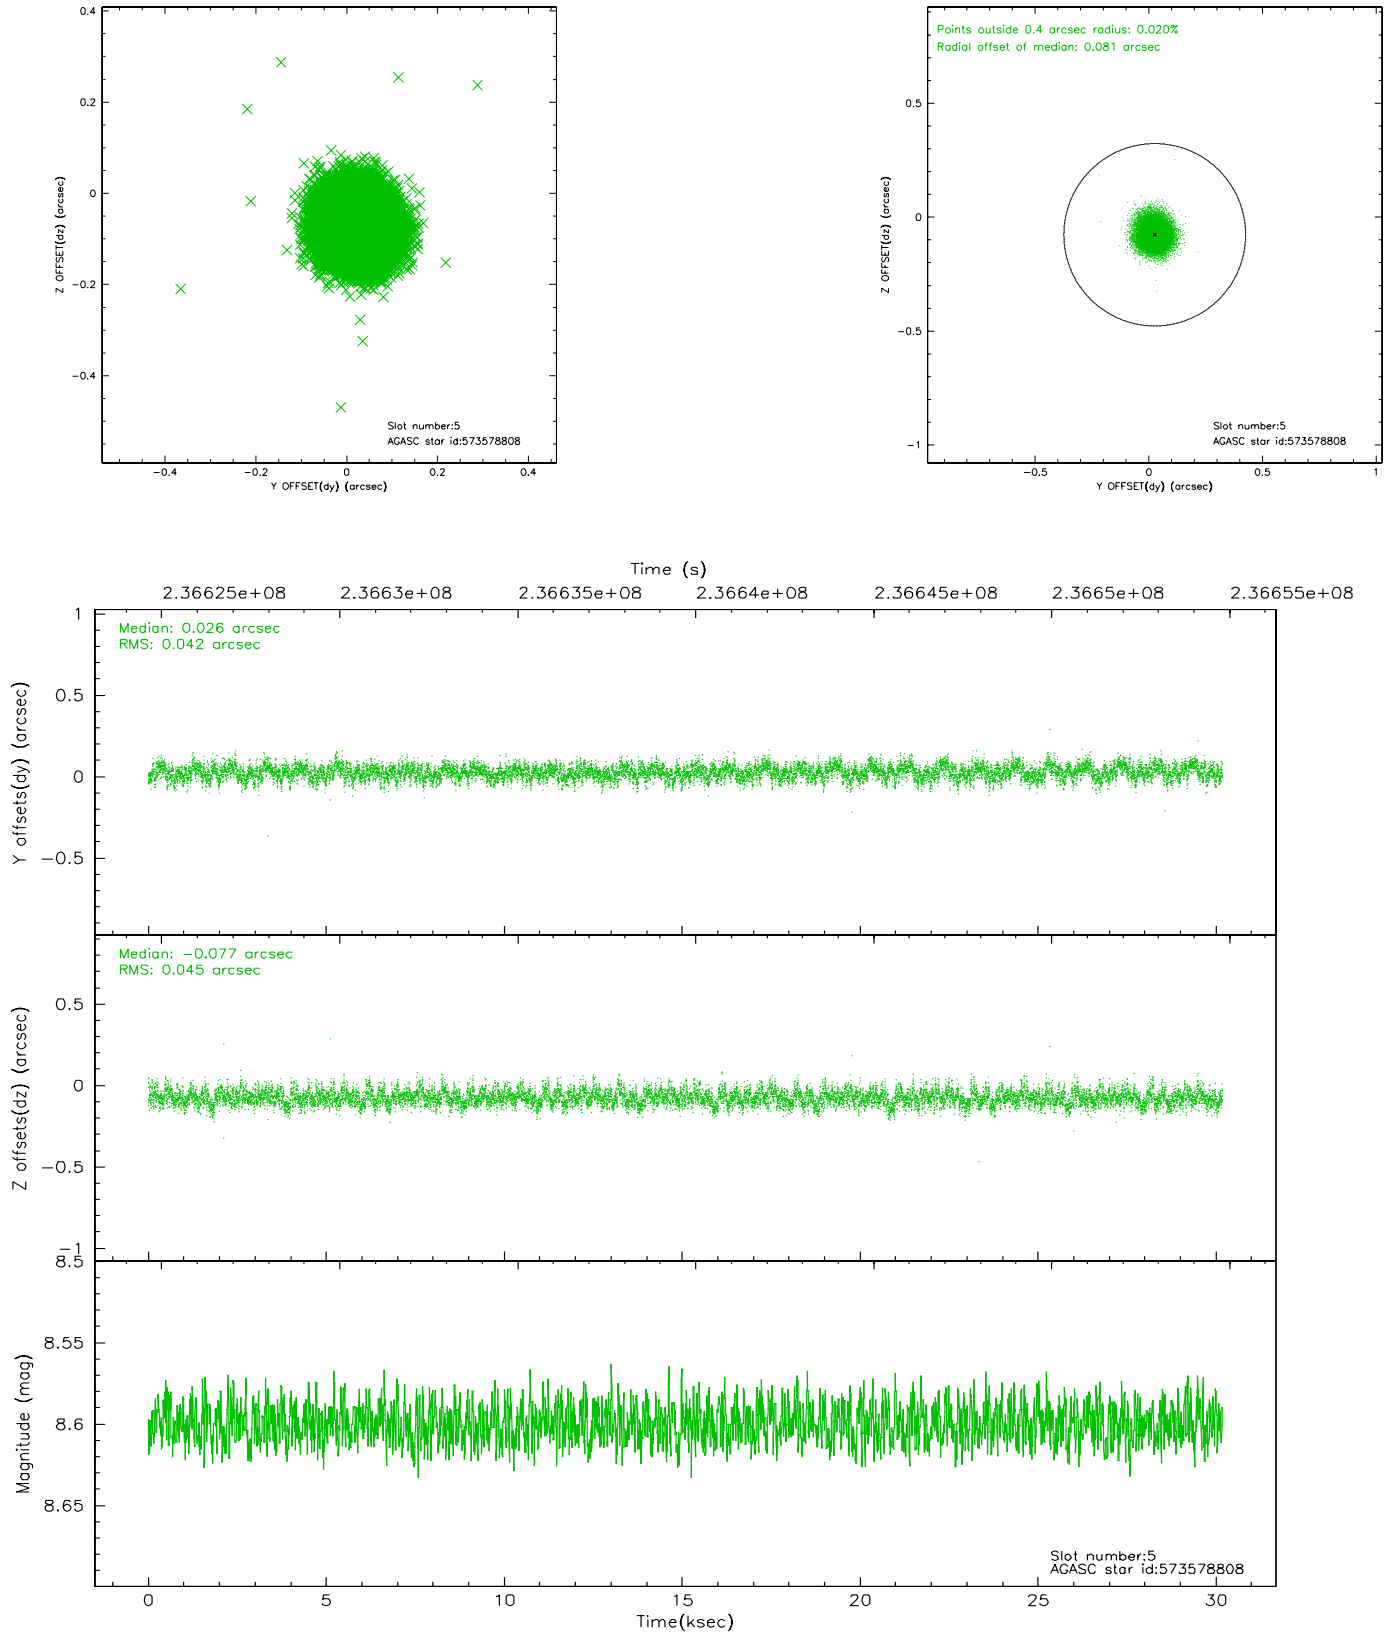 0.4
0.2
0
−0.2
−0.4
Z OFFSET(dz) (arcsec)
−0.4
−0.2
0
0.2
0.4
Y OFFSET(dy) (arcsec)
Slot number:5
AGASC star id:573578808
Points outside 0.4 arcsec radius: 0.020%
Radial offset of median: 0.081 arcsec
0.5
0
−0.5
−1
Z OFFSET(dz) (arcsec)
−0.5
0
0.5
1
Y OFFSET(dy) (arcsec)
Slot number:5
AGASC star id:573578808
Time (s)
2.36625e+08
2.3663e+08
2.36635e+08
2.3664e+08
2.36645e+08
2.3665e+08
2.36655e+08
Median: 0.026 arcsec
RMS: 0.042 arcsec
1
0.5
0
−0.5
Y offsets(dy) (arcsec)
Median: −0.077 arcsec
RMS: 0.045 arcsec
0.5
0
−0.5
−1
Z offsets(dz) (arcsec)
8.5
8.55
8.6
8.65
Magnitude (mag)
Slot number:5
AGASC star id:573578808
0
5
10
15
20
25
30
Time(ksec)